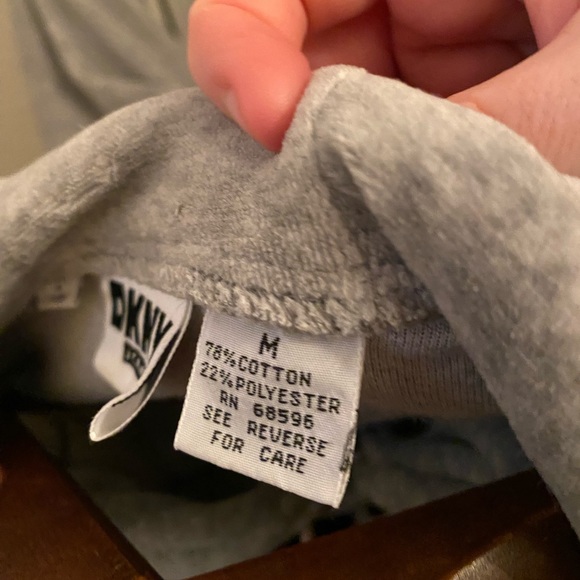 DKNY
M
78%COTTON
22%POLYESTER
RN 68596
SEE REVERSE
FOR CARE